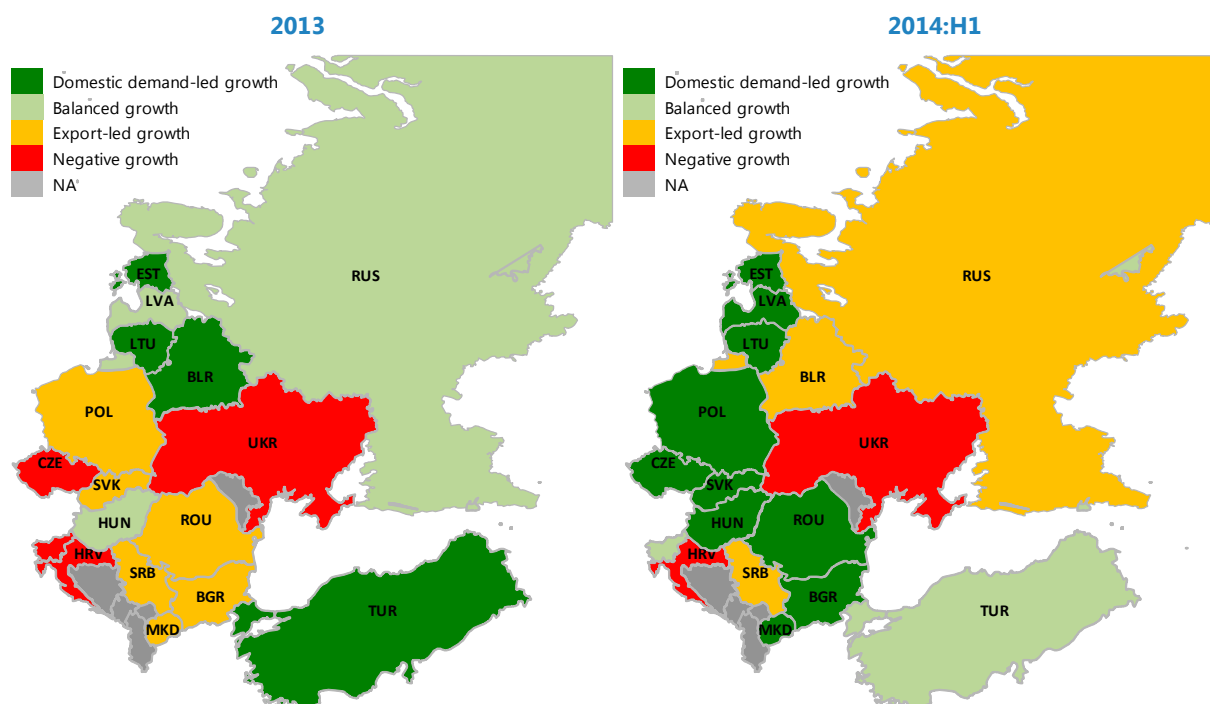 2013
Domestic demand-led growth
Balanced growth
Export-led growth
Negative growth
NA
RUS
EST
LVA
LTU
BLR
POL
UKR
CZE
SVK
HUN
ROU
HRV
SRB
BGR
MKD
TUR
2014:H1
Domestic demand-led growth
Balanced growth
Export-led growth
Negative growth
NA
RUS
EST
LVA
LTU
BLR
POL
UKR
CZE
SVK
HUN
ROU
HRV
SRB
BGR
MKD
TUR